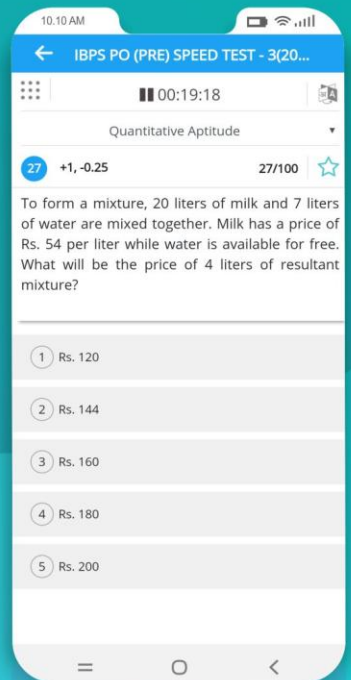 10.10 AM
IBPS PO (PRE) SPEED TEST - 3(20...
00:19:18
Quantitative Aptitude
27 +1, -0.25 27/100
To form a mixture, 20 liters of milk and 7 liters
of water are mixed together. Milk has a price of
Rs. 54 per liter while water is available for free.
What will be the price of 4 liters of resultant
mixture?
1 Rs. 120
2 Rs. 144
3 Rs. 160
4 Rs. 180
5 Rs. 200